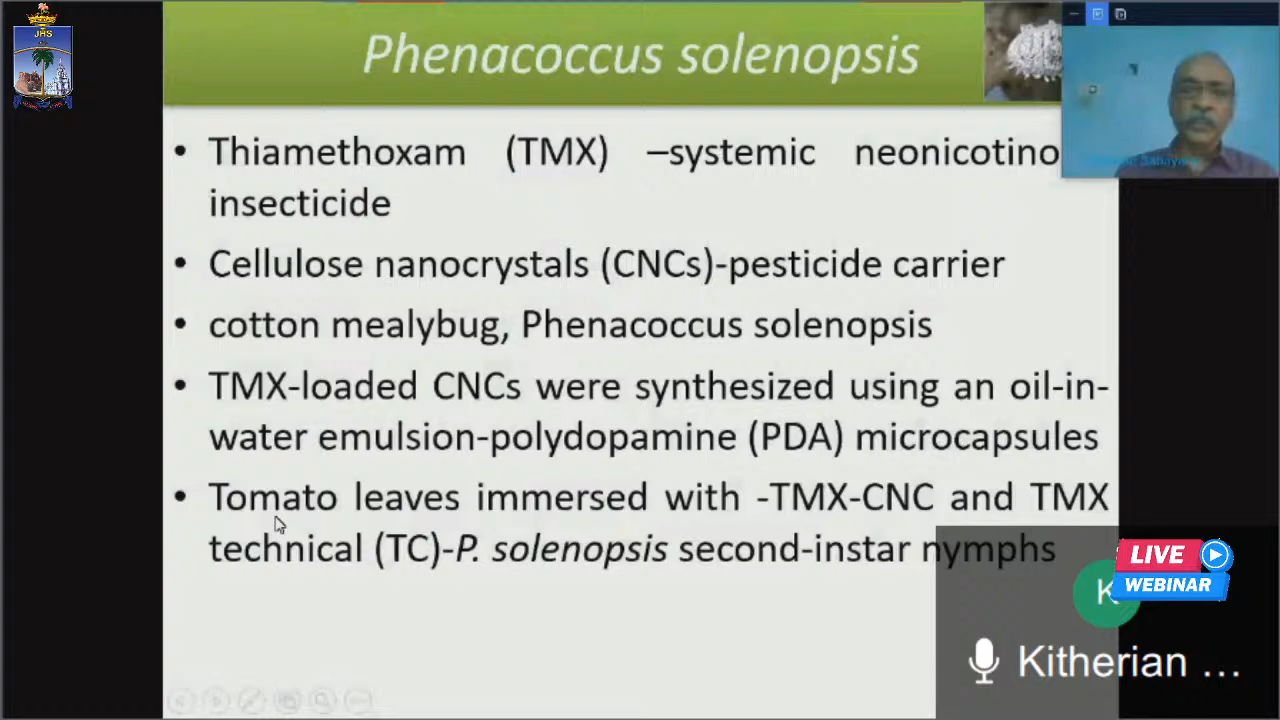 JHS
Phenacoccus solenopsis
• Thiamethoxam (TMX) –systemic neonicotino
insecticide
• Cellulose nanocrystals (CNCs)-pesticide carrier
• cotton mealybug, Phenacoccus solenopsis
• TMX-loaded CNCs were synthesized using an oil-in-
water emulsion-polydopamine (PDA) microcapsules
• Tomato leaves immersed with -TMX-CNC and TMX
technical (TC)-P. solenopsis second-instar nymphs
LIVE
WEBINAR
K
Kitherian ...